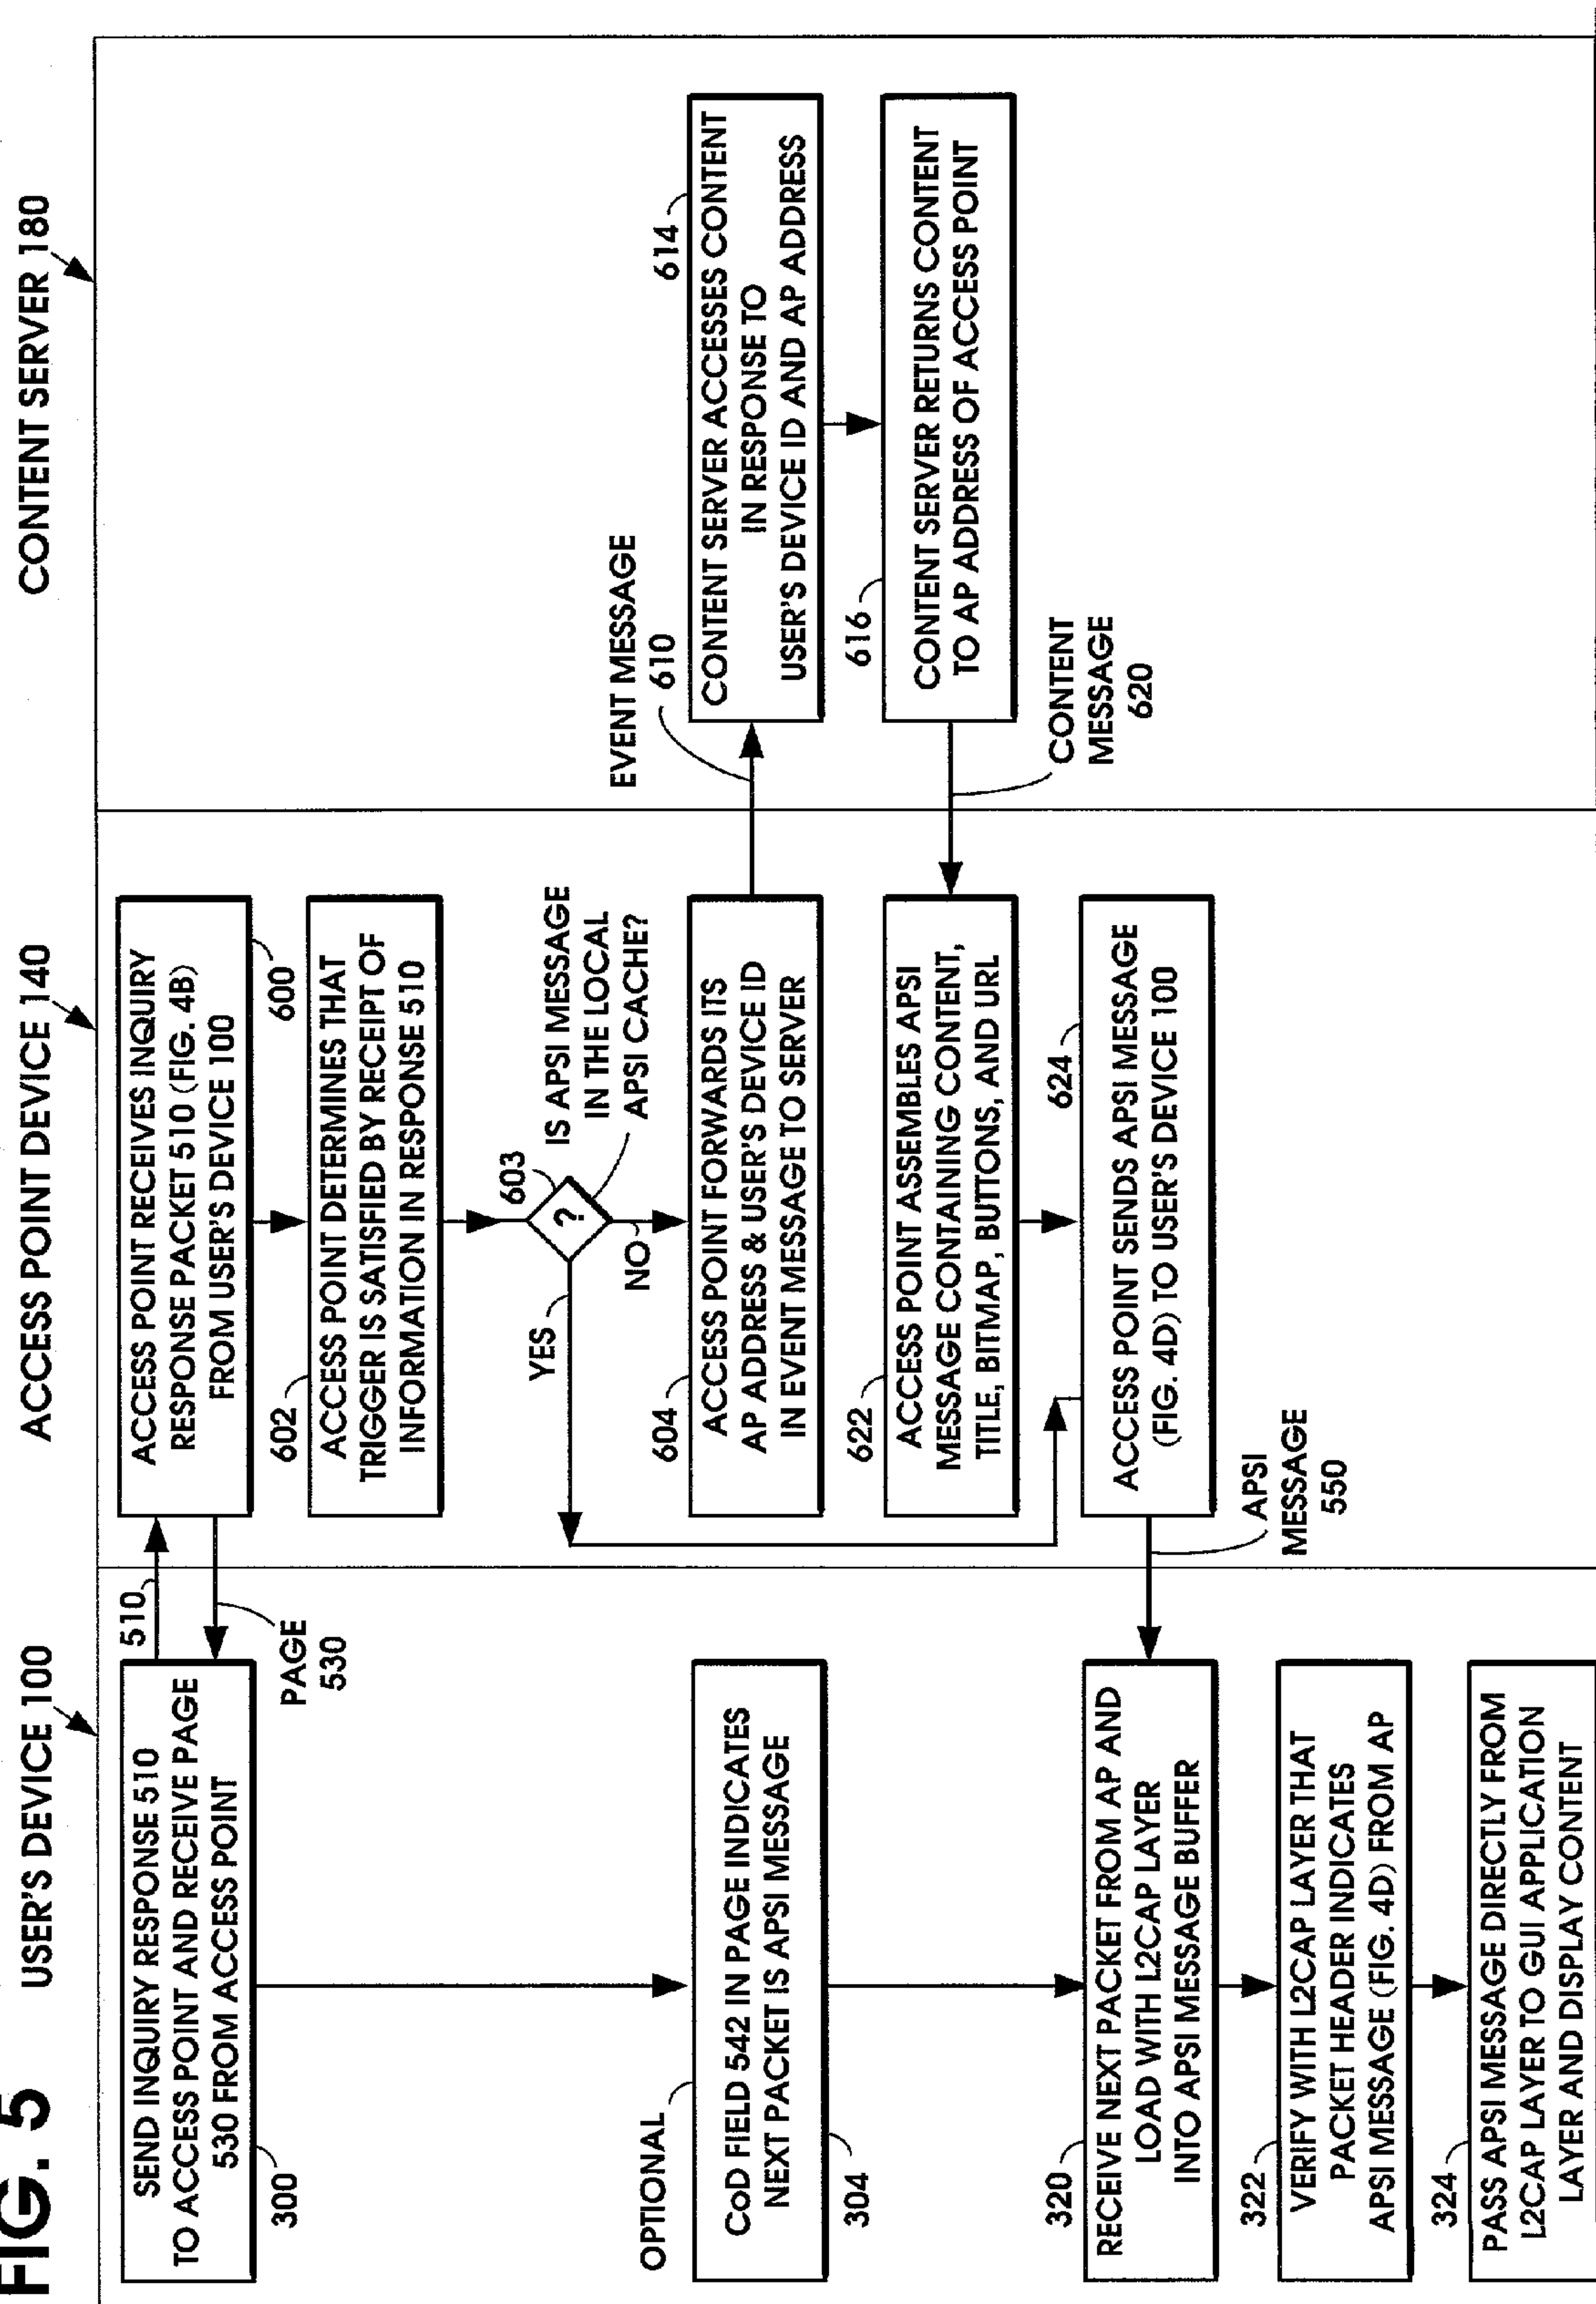 FIG. 5
USER'S DEVICE 100
ACCESS POINT DEVICE 140
CONTENT SERVER 180
SEND INQUIRY RESPONSE 510
TO ACCESS POINT AND RECEIVE PAGE
530 FROM ACCESS POINT
300
510
PAGE
530
OPTIONAL
CoD FIELD 542 IN PAGE INDICATES
NEXT PACKET IS APSI MESSAGE
304
320
RECEIVE NEXT PACKET FROM AP AND
LOAD WITH L2CAP LAYER
INTO APSI MESSAGE BUFFER
322
VERIFY WITH L2CAP LAYER THAT
PACKET HEADER INDICATES
APSI MESSAGE (FIG. 4D) FROM AP
324
PASS APSI MESSAGE DIRECTLY FROM
L2CAP LAYER TO GUI APPLICATION
LAYER AND DISPLAY CONTENT
ACCESS POINT RECEIVES INQUIRY
RESPONSE PACKET 510 (FIG. 4B)
FROM USER'S DEVICE 100
600
602
ACCESS POINT DETERMINES THAT
TRIGGER IS SATISFIED BY RECEIPT OF
INFORMATION IN RESPONSE 510
603
?
IS APSI MESSAGE
IN THE LOCAL
APSI CACHE?
YES
NO
604
ACCESS POINT FORWARDS ITS
AP ADDRESS & USER'S DEVICE ID
IN EVENT MESSAGE TO SERVER
622
ACCESS POINT ASSEMBLES APSI
MESSAGE CONTAINING CONTENT,
TITLE, BITMAP, BUTTONS, AND URL
624
ACCESS POINT SENDS APSI MESSAGE
(FIG. 4D) TO USER'S DEVICE 100
APSI
MESSAGE
550
EVENT MESSAGE
610
614
CONTENT SERVER ACCESSES CONTENT
IN RESPONSE TO
USER'S DEVICE ID AND AP ADDRESS
616
CONTENT SERVER RETURNS CONTENT
TO AP ADDRESS OF ACCESS POINT
CONTENT
MESSAGE
620